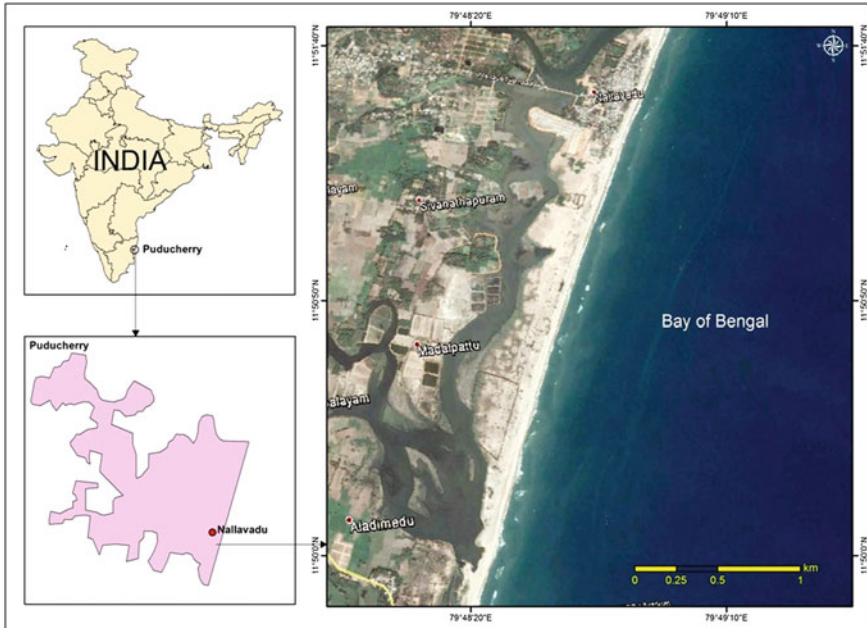 INDIA
Puducherry
Puducherry
Nallavadu
79°48'20"E
79°49'10"E
11°51'40"N
11°51'40"N
Nallavedu
Sivanathapuram
11°50'50"N
11°50'50"N
Bay of Bengal
Madalpattu
Aladimedu
11°50'0"N
11°50'0"N
km
0 0.25 0.5 1
79°48'20"E
79°49'10"E